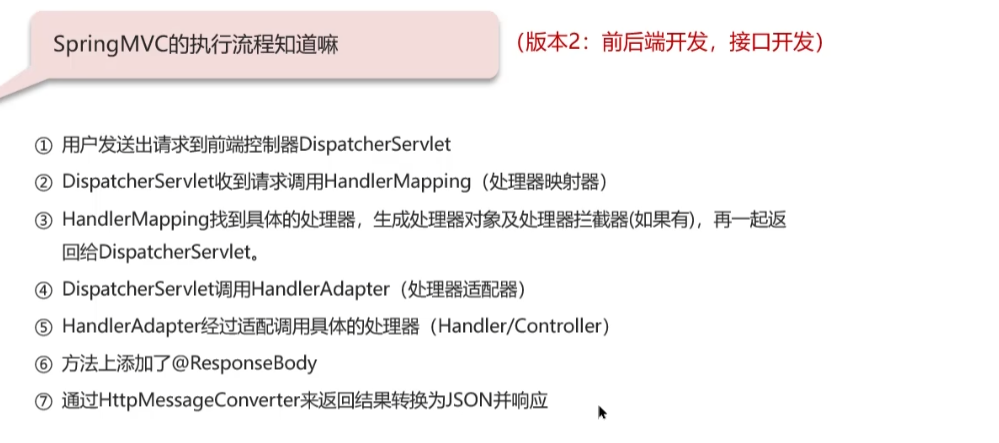 SpringMVC的执行流程知道嘛
（版本2：前后端开发，接口开发）
① 用户发送出请求到前端控制器DispatcherServlet
② DispatcherServlet收到请求调用HandlerMapping（处理器映射器）
③ HandlerMapping找到具体的处理器，生成处理器对象及处理器拦截器(如果有)，再一起返
回给DispatcherServlet。
④ DispatcherServlet调用HandlerAdapter（处理器适配器）
⑤ HandlerAdapter经过适配调用具体的处理器（Handler/Controller）
⑥ 方法上添加了@ResponseBody
⑦ 通过HttpMessageConverter来返回结果转换为JSON并响应